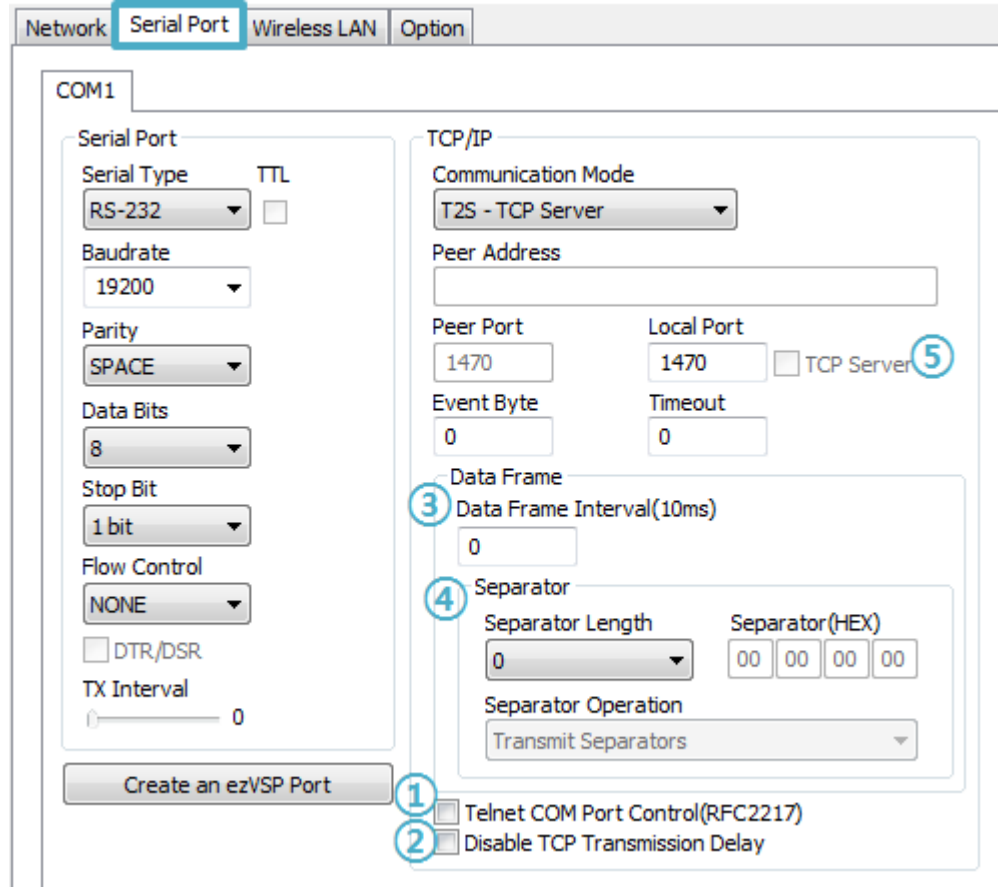 Network Serial Port Wireless LAN Option
COM1
Serial Port
Serial Type TTL
RS-232
Baudrate
19200
Parity
SPACE
Data Bits
8
Stop Bit
1 bit
Flow Control
NONE
DTR/DSR
TX Interval
0
Create an ezVSP Port
TCP/IP
Communication Mode
T2S - TCP Server
Peer Address
Peer Port Local Port
1470 1470 TCP Server 5
Event Byte Timeout
0 0
Data Frame
3 Data Frame Interval(10ms)
0
4 Separator
Separator Length Separator(HEX)
0 00 00 00 00
Separator Operation
Transmit Separators
1 Telnet COM Port Control(RFC2217)
2 Disable TCP Transmission Delay